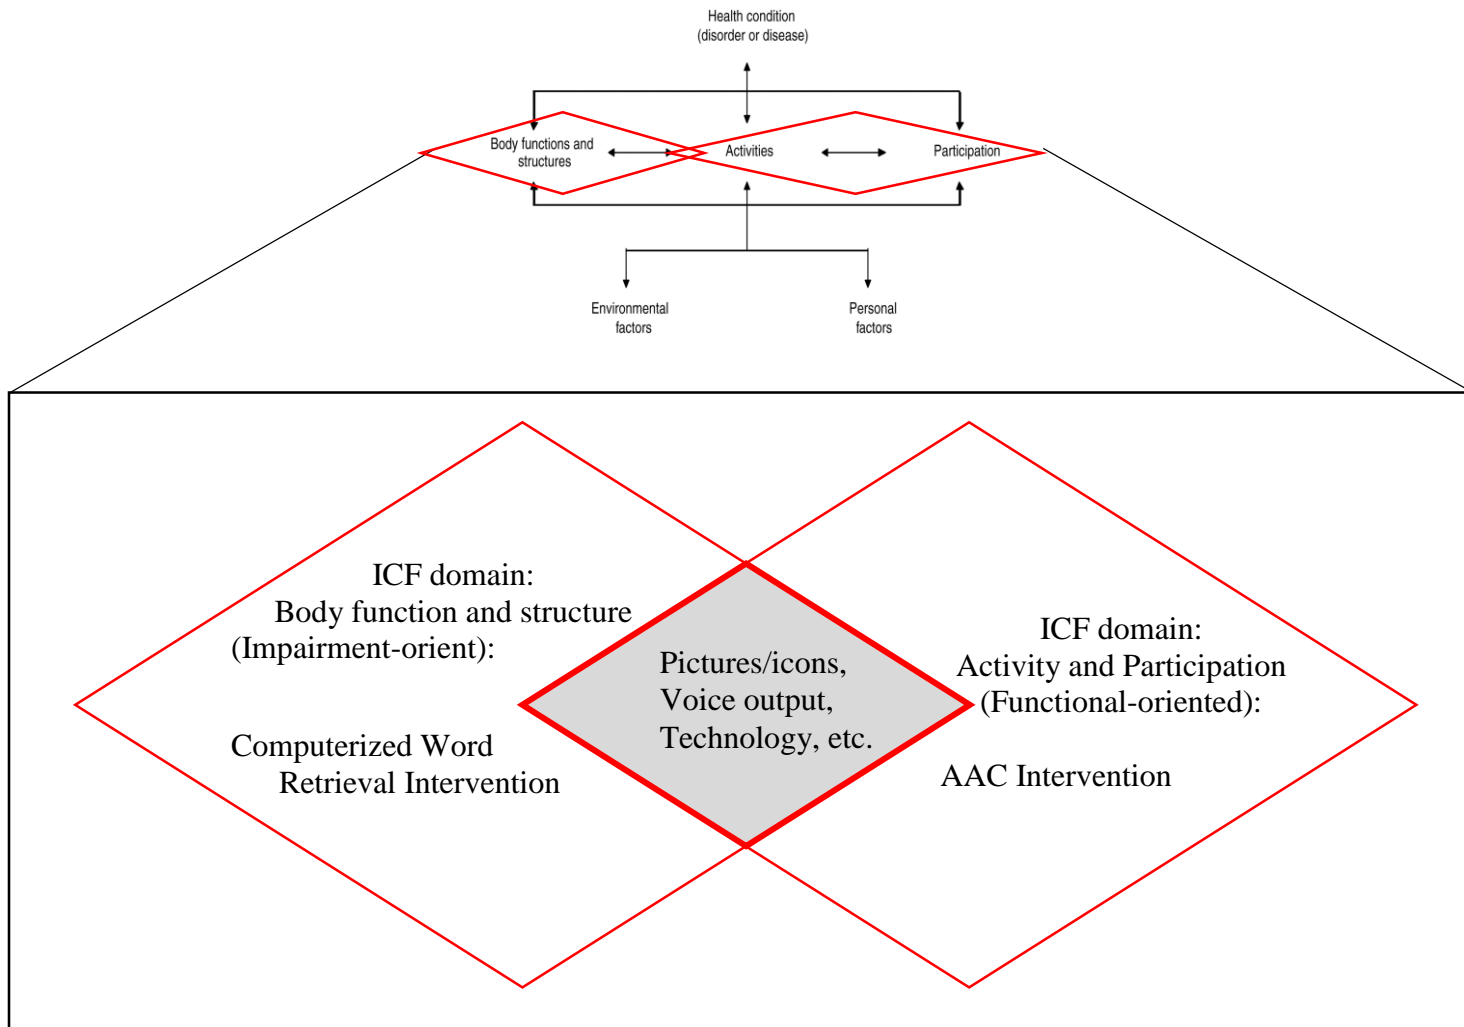 Health condition
(disorder or disease)
Body functions and
structures
Activities
Participation
Environmental
factors
Personal
factors
ICF domain:
Body function and structure
(Impairment-orient):
Computerized Word
Retrieval Intervention
Pictures/icons,
Voice output,
Technology, etc.
ICF domain:
Activity and Participation
(Functional-oriented):
AAC Intervention